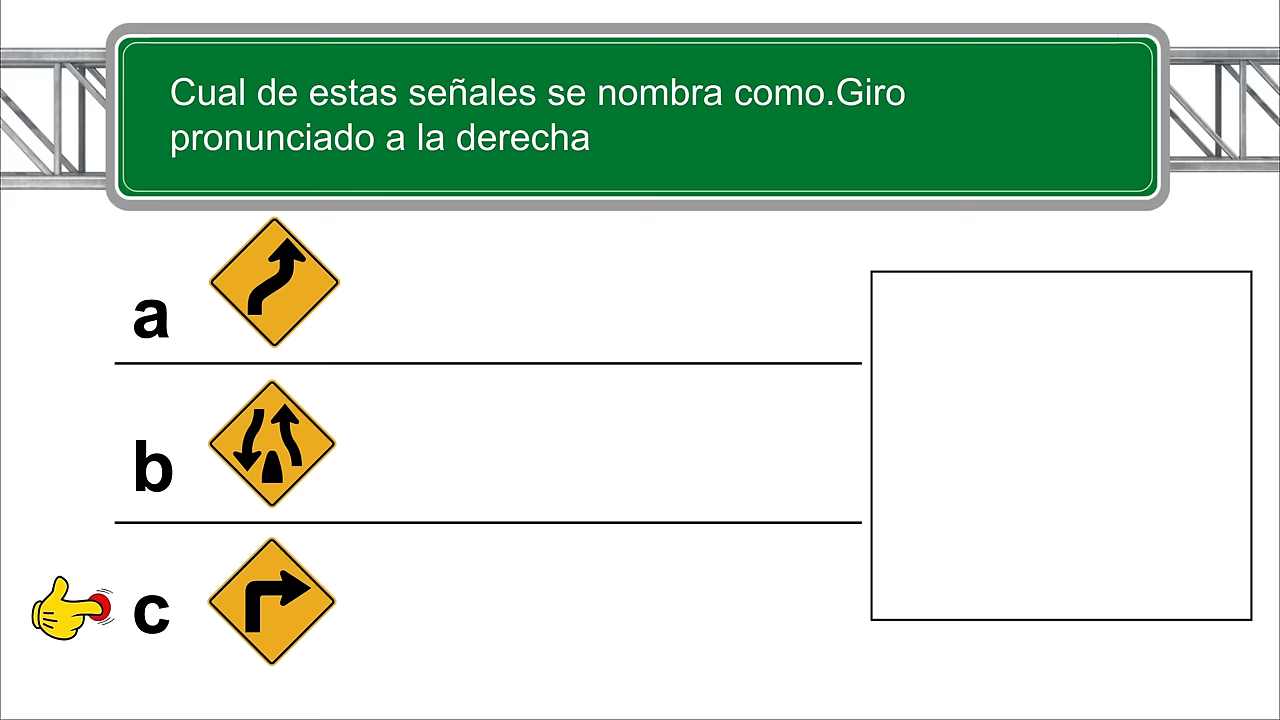 Cual de estas señales se nombra como.Giro
pronunciado a la derecha
a
b
c